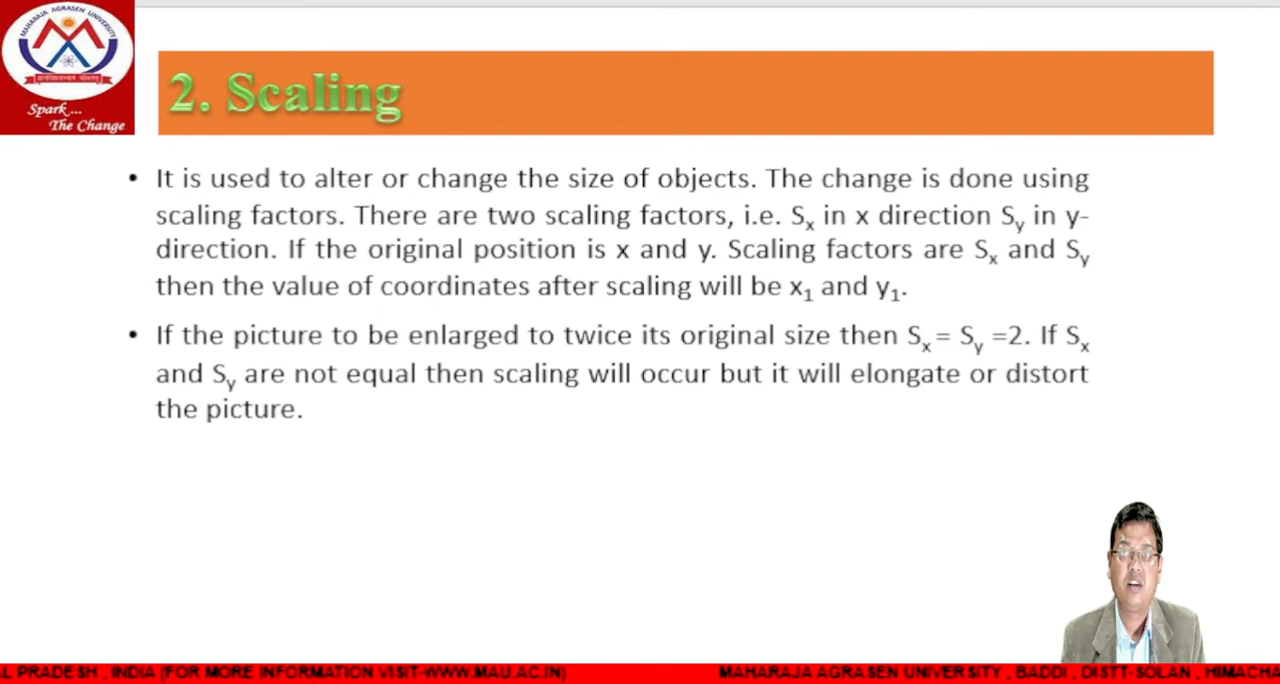 MAHARAJA AGRASEN UNIVERSITY
Spark...
The Change
2. Scaling
• It is used to alter or change the size of objects. The change is done using
scaling factors. There are two scaling factors, i.e. Sx in x direction Sy in y-
direction. If the original position is x and y. Scaling factors are Sx and Sy
then the value of coordinates after scaling will be x1 and y1.
• If the picture to be enlarged to twice its original size then Sx= Sy =2. If Sx
and Sy are not equal then scaling will occur but it will elongate or distort
the picture.
L PRADESH , INDIA (FOR MORE INFORMATION VISIT-WWW.MAU.AC.IN) MAHARAJA AGRASEN UNIVERSITY , BADDI , DISTT-SOLAN , HIMACHA